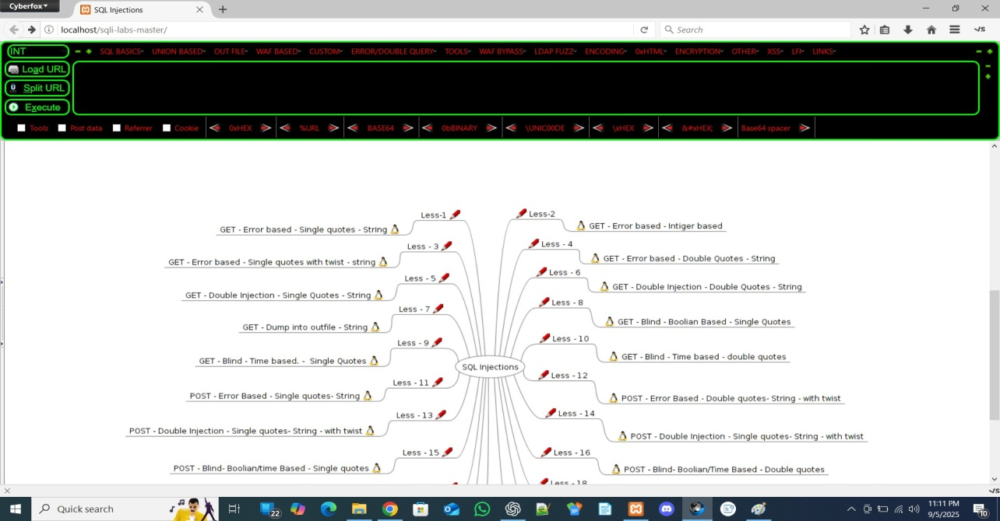 Cyberfox
SQL Injections
localhost/sqli-labs-master/
Search
INT
SQL BASICS UNION BASED OUT FILE WAF BASED CUSTOM ERROR/DOUBLE QUERY TOOLS WAF BYPASS LDAP FUZZ ENCODING 0xHTML ENCRYPTION OTHER XSS LFI LINKS
Load URL
Split URL
Execute
Tools Post data Referrer Cookie 0xHEX %URL BASE64 0bBINARY \UNIC00DE \xHEX &#xHEX; Base64 spacer
Less-1
Less-2
GET - Error based - Single quotes - String
GET - Error based - Intiger based
Less - 3
Less - 4
GET - Error based - Single quotes with twist - string
GET - Error based - Double Quotes - String
Less - 5
Less - 6
GET - Double Injection - Single Quotes - String
GET - Double Injection - Double Quotes - String
Less - 7
Less - 8
GET - Dump into outfile - String
GET - Blind - Boolian Based - Single Quotes
Less - 9
Less - 10
GET - Blind - Time based. - Single Quotes
GET - Blind - Time based - double quotes
SQL Injections
Less - 11
Less - 12
POST - Error Based - Single quotes- String
POST - Error Based - Double quotes- String - with twist
Less - 13
Less - 14
POST - Double Injection - Single quotes- String - with twist
POST - Double Injection - Single quotes- String - with twist
Less - 15
Less - 16
POST - Blind- Boolian/time Based - Single quotes
POST - Blind- Boolian/Time Based - Double quotes
Less - 18
Quick search
22
11:11 PM
9/5/2025